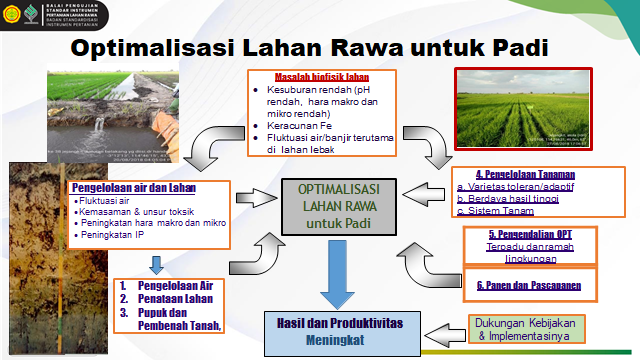 BALAI PENGUJIAN
STANDAR INSTRUMEN
PERTANIAN LAHAN RAWA
BADAN STANDARDISASI
INSTRUMEN PERTANIAN
Optimalisasi Lahan Rawa untuk Padi
Masalah biofisik lahan
• Kesuburan rendah (pH
rendah, hara makro dan
mikro rendah)
• Keracunan Fe
• Fluktuasi air/banjir terutama
di lahan lebak
Pengelolaan air dan Lahan
•Fluktuasi air
•Kemasaman & unsur toksik
• Peningkatan hara makro dan mikro
• Peningkatan IP
OPTIMALISASI
LAHAN RAWA
untuk Padi
4. Pengelolaan Tanaman
a. Varietas toleran/adaptif
b. Berdaya hasil tinggi
c. Sistem Tanam
5. Pengendalian OPT
Terpadu dan ramah
lingkungan
6. Panen dan Pascapanen
1. Pengelolaan Air
2. Penataan Lahan
3. Pupuk dan
Pembenah Tanah,
Hasil dan Produktivitas
Meningkat
Dukungan Kebijakan
& Implementasinya